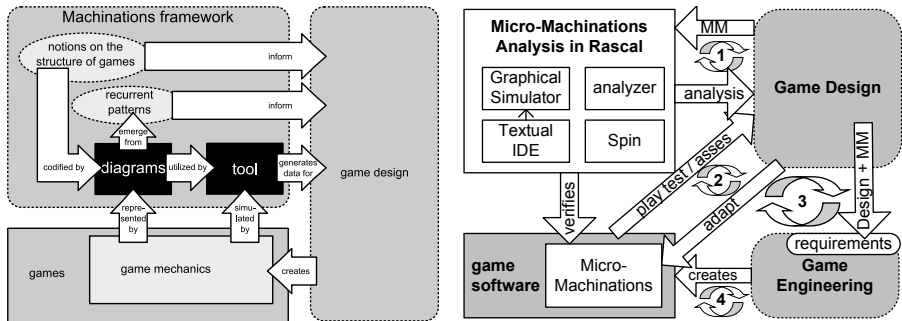 Machinations framework
notions on the
structure of games
inform
recurrent
patterns
inform
emerge
from
codified by
diagrams
utilized by
tool
generates
data for
game design
repre-
sented
by
simu-
lated
by
games
game mechanics
creates
Micro-Machinations
Analysis in Rascal
Graphical
Simulator
analyzer
Textual
IDE
Spin
MM
1
analysis
Game Design
verifies
play test / asses
2
adapt
3
Design + MM
requirements
game
software
Micro-
Machinations
creates
4
Game
Engineering